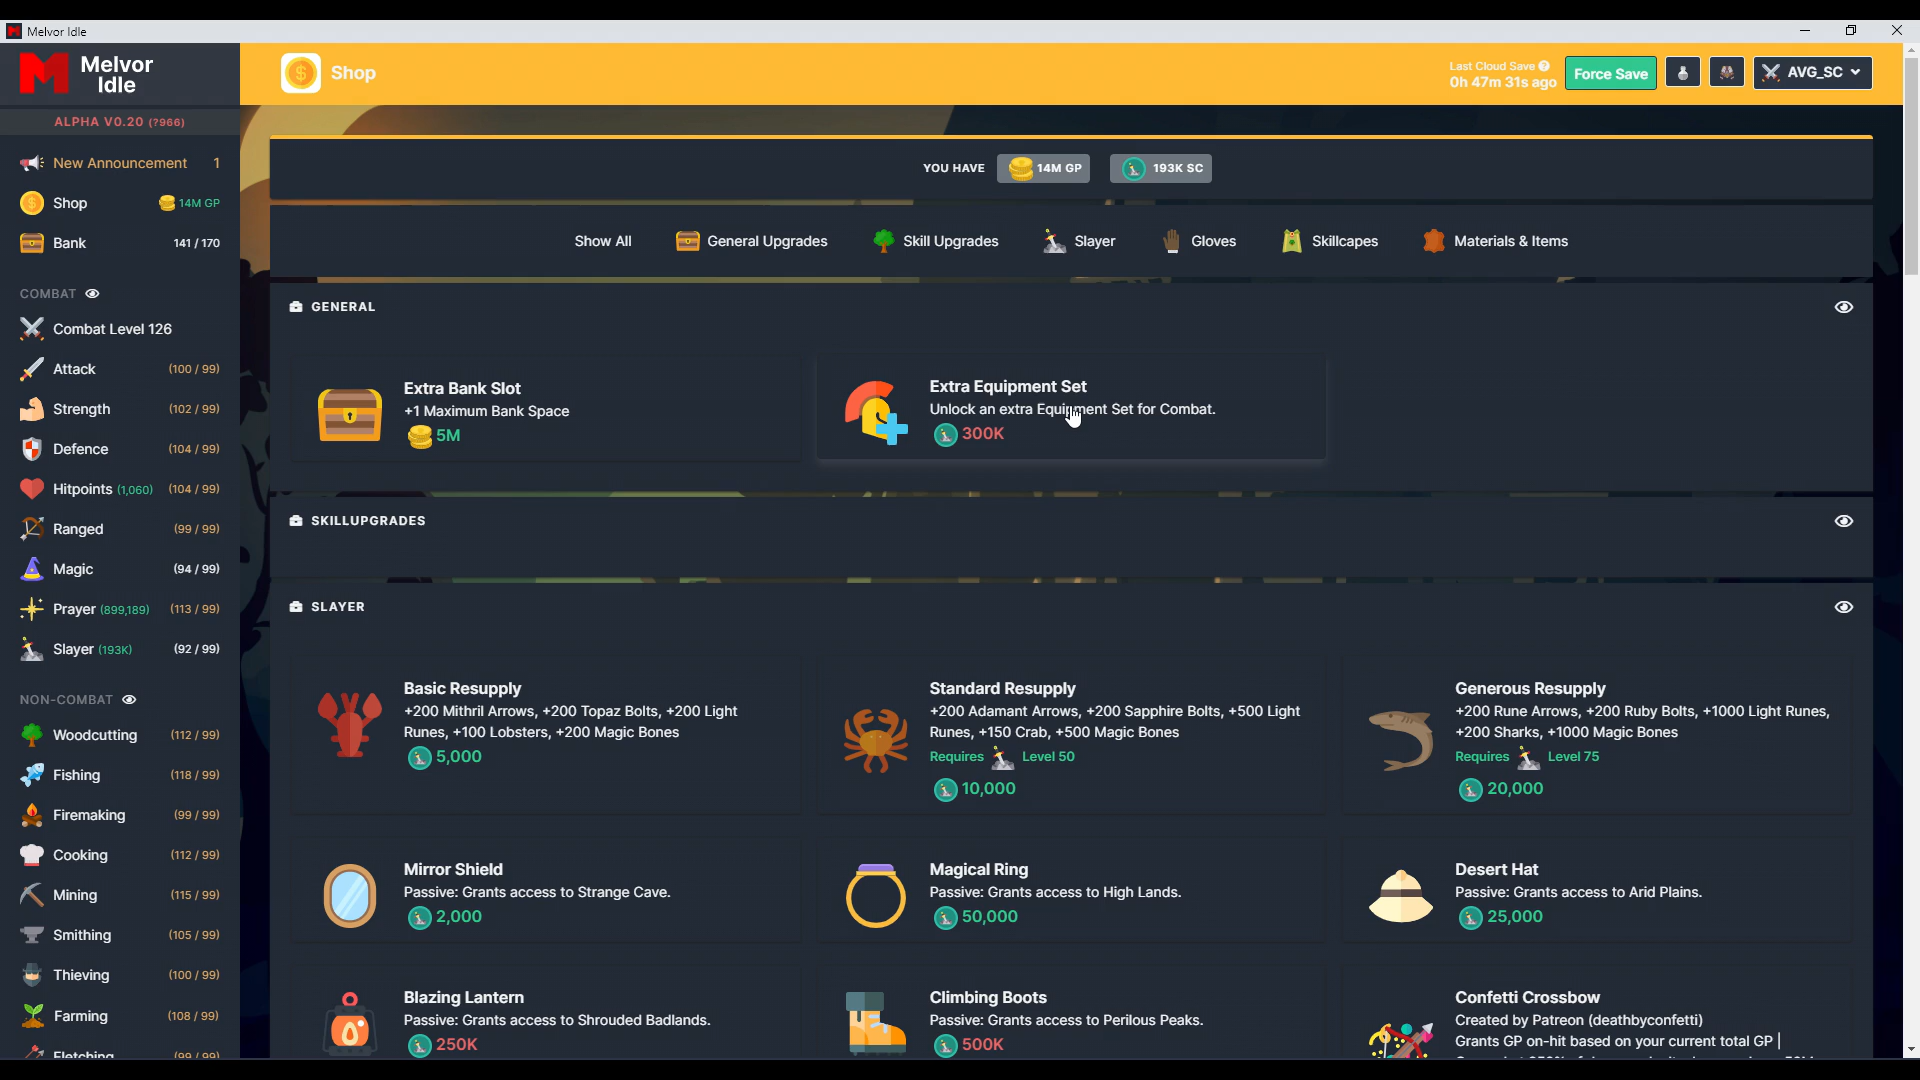 Melvor Idle
Melvor
Idle
Shop
Last Cloud Save
0h 47m 31s ago
Force Save
AVG_SC
ALPHA V0.20 (?966)
New Announcement 1
Shop 14M GP
Bank 141 / 170
COMBAT
Combat Level 126
Attack (100 / 99)
Strength (102 / 99)
Defence (104 / 99)
Hitpoints (1,060) (104 / 99)
Ranged (99 / 99)
Magic (94 / 99)
Prayer (899,189) (113 / 99)
Slayer (193K) (92 / 99)
NON-COMBAT
Woodcutting (112 / 99)
Fishing (118 / 99)
Firemaking (99 / 99)
Cooking (112 / 99)
Mining (115 / 99)
Smithing (105 / 99)
Thieving (100 / 99)
Farming (108 / 99)
Fletching (99 / 99)
YOU HAVE 14M GP 193K SC
Show All General Upgrades Skill Upgrades Slayer Gloves Skillcapes Materials & Items
GENERAL
Extra Bank Slot
+1 Maximum Bank Space
5M
Extra Equipment Set
Unlock an extra Equipment Set for Combat.
300K
SKILLUPGRADES
SLAYER
Basic Resupply
+200 Mithril Arrows, +200 Topaz Bolts, +200 Light
Runes, +100 Lobsters, +200 Magic Bones
5,000
Standard Resupply
+200 Adamant Arrows, +200 Sapphire Bolts, +500 Light
Runes, +150 Crab, +500 Magic Bones
Requires Level 50
10,000
Generous Resupply
+200 Rune Arrows, +200 Ruby Bolts, +1000 Light Runes,
+200 Sharks, +1000 Magic Bones
Requires Level 75
20,000
Mirror Shield
Passive: Grants access to Strange Cave.
2,000
Magical Ring
Passive: Grants access to High Lands.
50,000
Desert Hat
Passive: Grants access to Arid Plains.
25,000
Blazing Lantern
Passive: Grants access to Shrouded Badlands.
250K
Climbing Boots
Passive: Grants access to Perilous Peaks.
500K
Confetti Crossbow
Created by Patreon (deathbyconfetti)
Grants GP on-hit based on your current total GP |